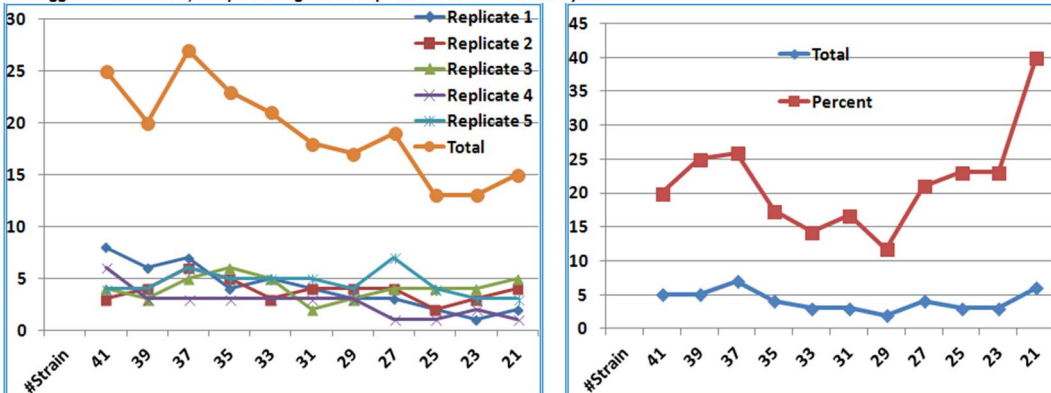 30
25
20
15
10
5
0
Replicate 1
Replicate 2
Replicate 3
Replicate 4
Replicate 5
Total
#Strain 41 39 37 35 33 31 29 27 25 23 21
45
40
35
30
25
20
15
10
5
0
Total
Percent
#Strain 41 39 37 35 33 31 29 27 25 23 21